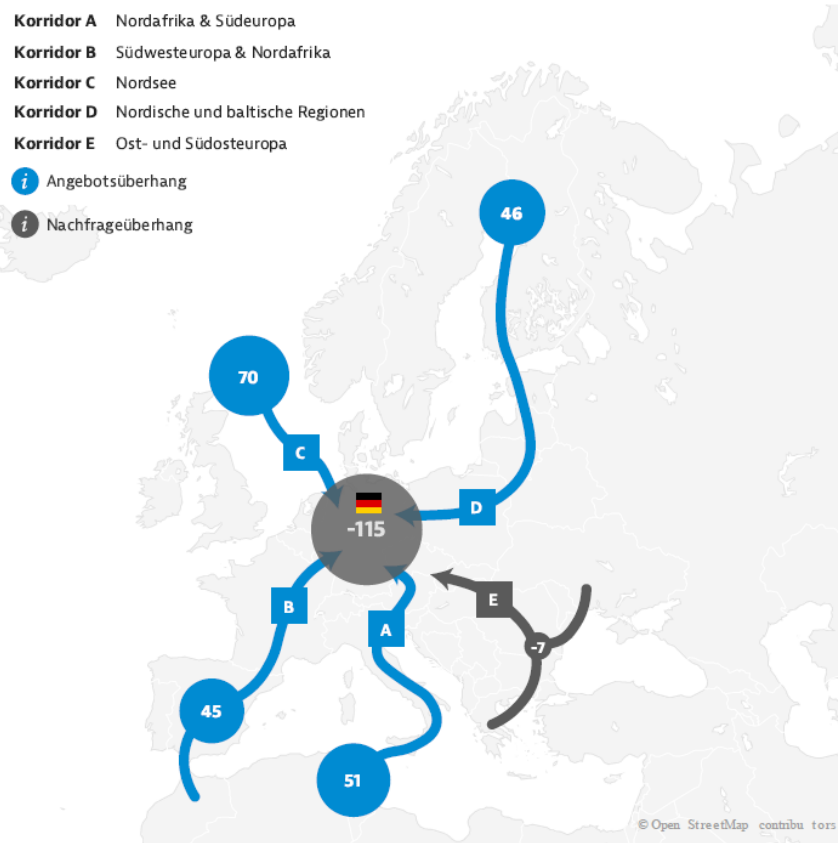 Korridor A Nordafrika & Südeuropa
Korridor B Südwesteuropa & Nordafrika
Korridor C Nordsee
Korridor D Nordische und baltische Regionen
Korridor E Ost- und Südosteuropa
i Angebotsüberhang
i Nachfrageüberhang
46
70
C
D
-115
E
B
A
-7
45
51
© Open StreetMap contribu tors